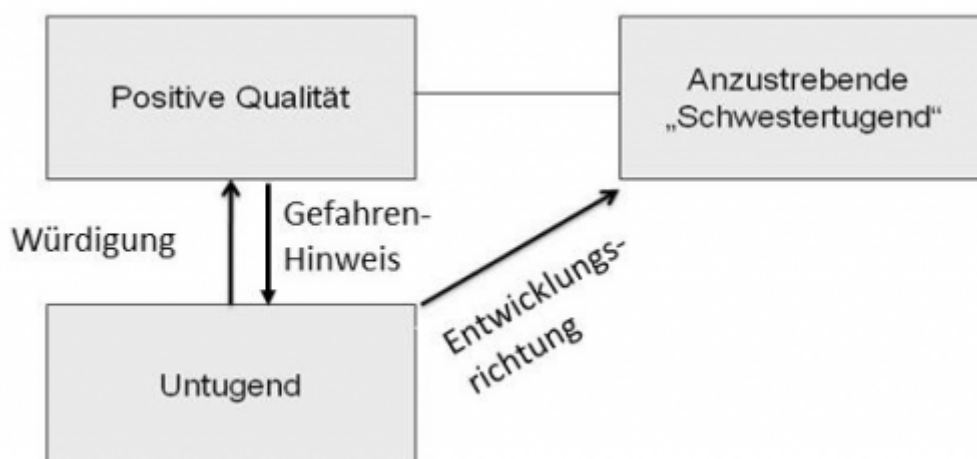 Positive Qualität
Anzustrebende
„Schwestertugend“
Würdigung
Gefahren-
Hinweis
Entwicklungs-
richtung
Untugend